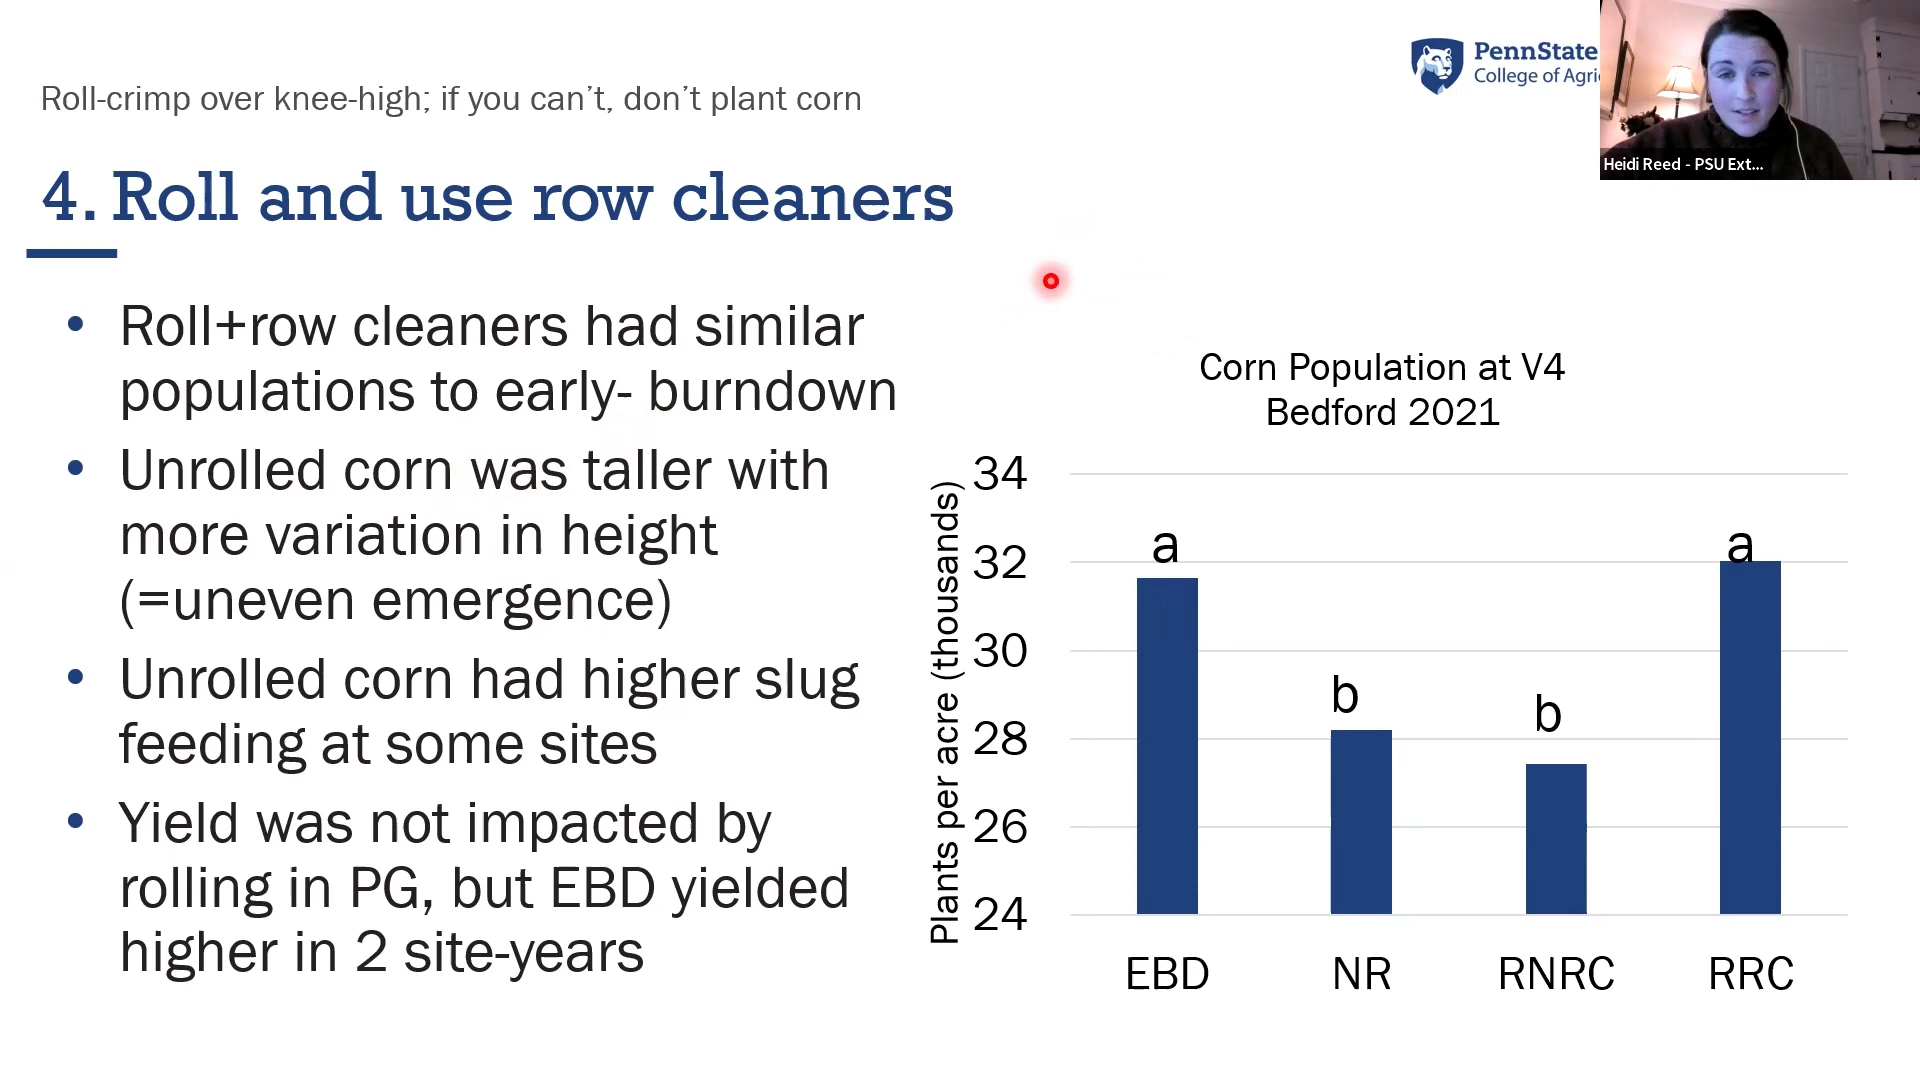 Roll-crimp over knee-high; if you can't, don't plant corn
PennState
College of Agri
Heidi Reed - PSU Ext...
4. Roll and use row cleaners
• Roll+row cleaners had similar
populations to early- burndown
• Unrolled corn was taller with
more variation in height
(=uneven emergence)
• Unrolled corn had higher slug
feeding at some sites
• Yield was not impacted by
rolling in PG, but EBD yielded
higher in 2 site-years
Corn Population at V4
Bedford 2021
Plants per acre (thousands)
34
32
30
28
26
24
a
b
b
a
EBD
NR
RNRC
RRC